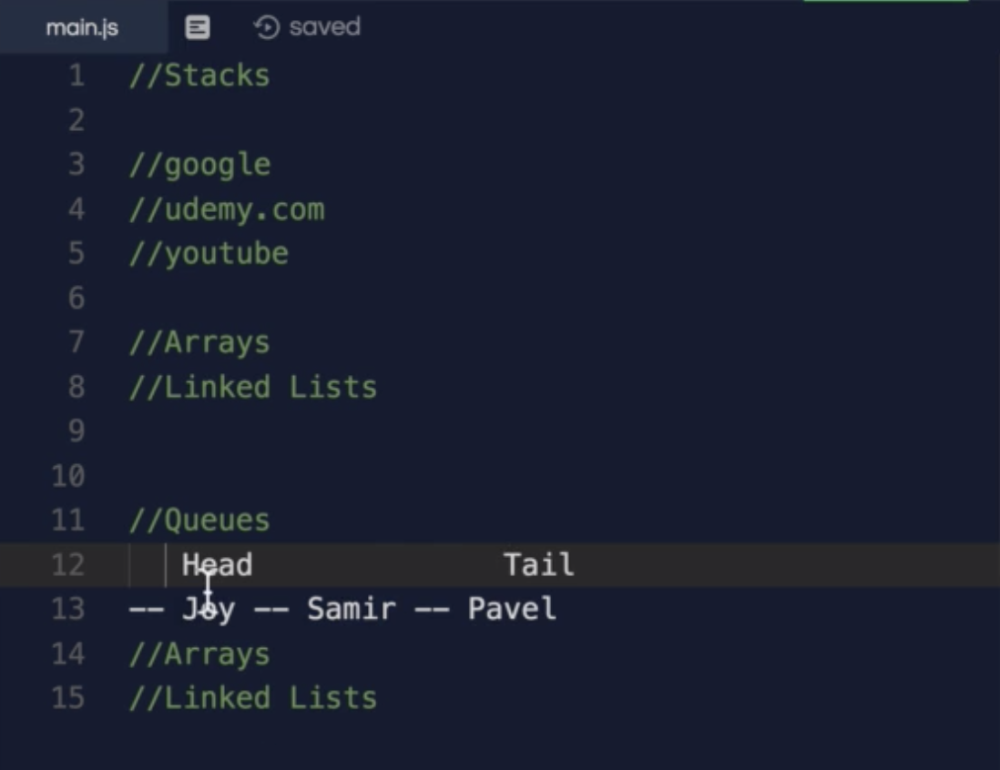 main.js saved
1 //Stacks
2
3 //google
4 //udemy.com
5 //youtube
6
7 //Arrays
8 //Linked Lists
9
10
11 //Queues
12 Head Tail
13 -- Joy -- Samir -- Pavel
14 //Arrays
15 //Linked Lists